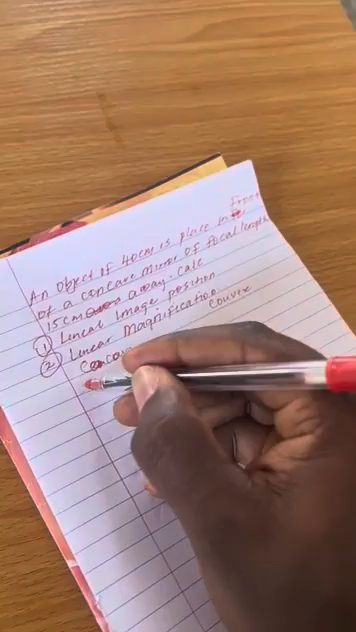 An Object of 40cm is place in Front
Of a concave mirror of focal length
15cm away. Calc
① Linear Image position
② Linear Magnification
Convex